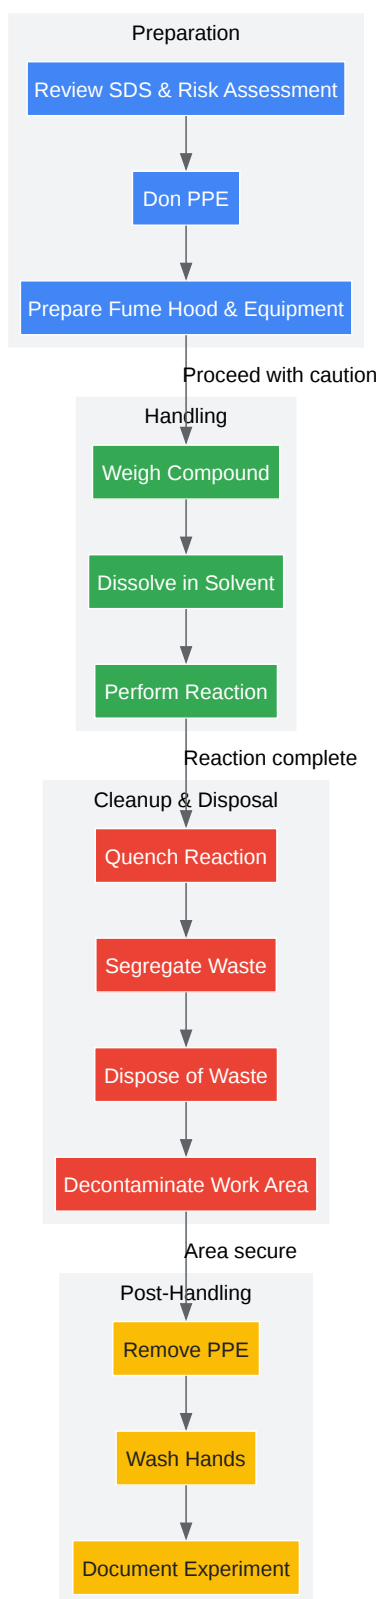 Preparation
Review SDS & Risk Assessment
Don PPE
Prepare Fume Hood & Equipment
Proceed with caution
Handling
Weigh Compound
Dissolve in Solvent
Perform Reaction
Reaction complete
Cleanup & Disposal
Quench Reaction
Segregate Waste
Dispose of Waste
Decontaminate Work Area
Area secure
Post-Handling
Remove PPE
Wash Hands
Document Experiment